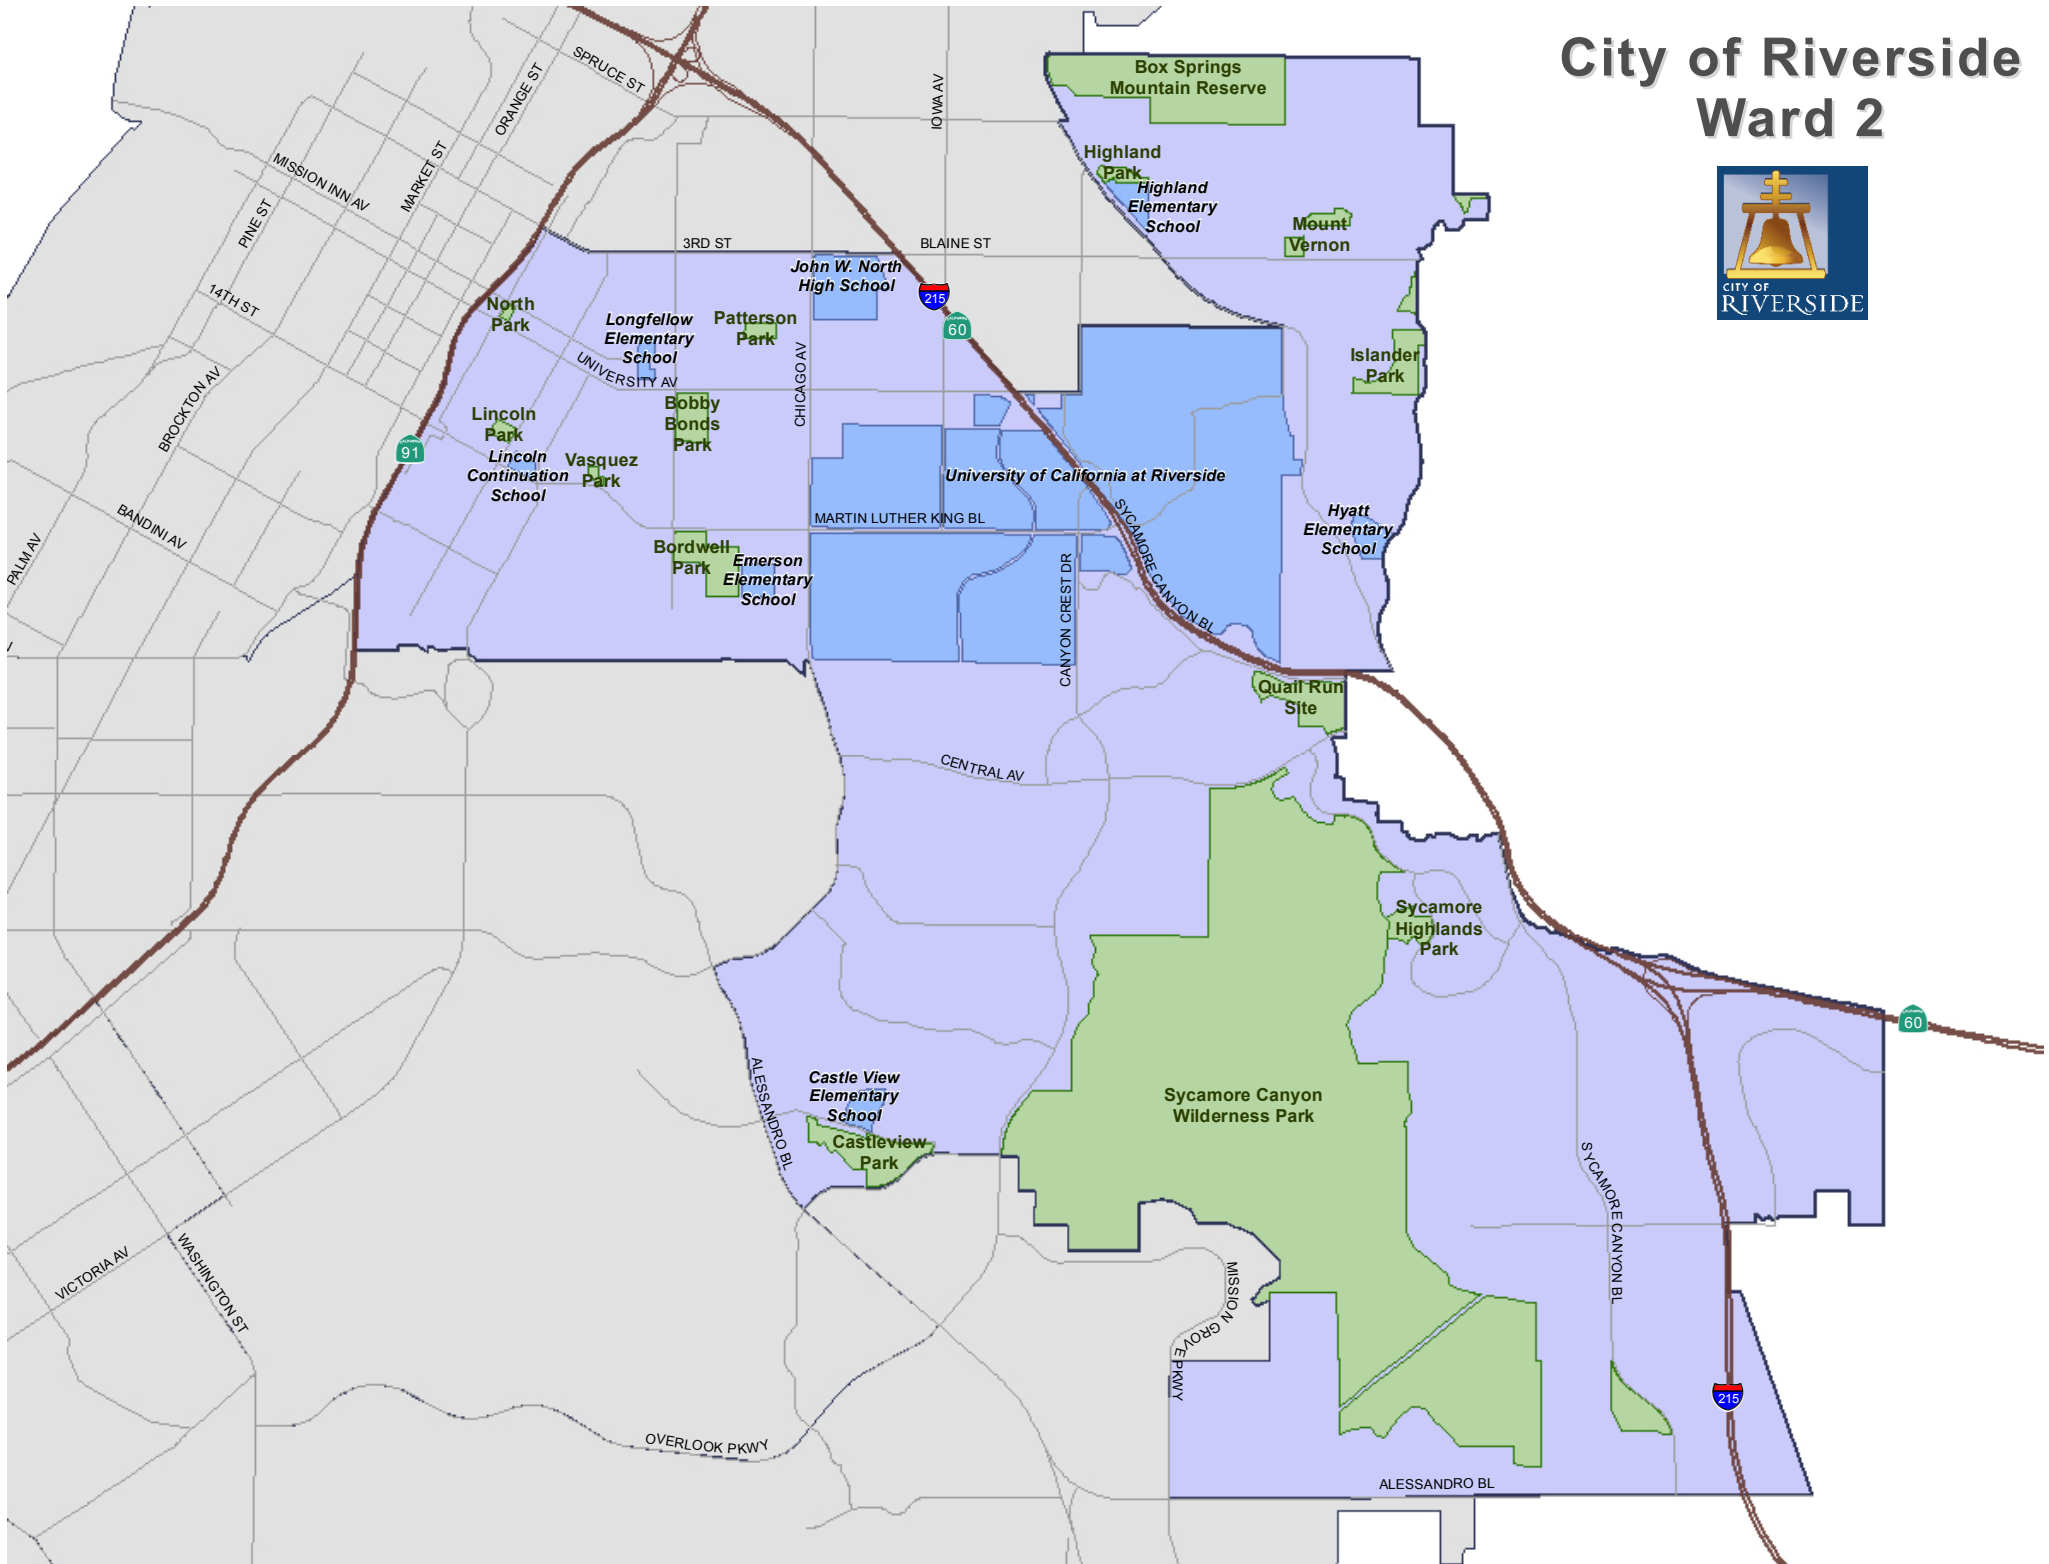 City of Riverside
Ward 2
CITY OF
RIVERSIDE
SPRUCE ST
ORANGE ST
IOWA AV
MARKET ST
MISSION INN AV
PINE ST
14TH ST
BROCKTON AV
BANDINI AV
PALM AV
3RD ST
BLAINE ST
UNIVERSITY AV
CHICAGO AV
MARTIN LUTHER KING BL
CANYON CREST DR
SYCAMORE CANYON BL
CENTRAL AV
ALESSANDRO BL
VICTORIA AV
WASHINGTON ST
OVERLOOK PKWY
MISSION GROVE PKWY
SYCAMORE CANYON BL
ALESSANDRO BL
Box Springs
Mountain Reserve
Highland
Park
Highland
Elementary
School
Mount
Vernon
John W. North
High School
North
Park
Longfellow
Elementary
School
Patterson
Park
215
60
Islander
Park
Lincoln
Park
Bobby
Bonds
Park
91
Lincoln
Continuation
School
Vasquez
Park
University of California at Riverside
Hyatt
Elementary
School
Bordwell
Park
Emerson
Elementary
School
Quail Run
Site
Sycamore
Highlands
Park
60
Castle View
Elementary
School
Castleview
Park
Sycamore Canyon
Wilderness Park
215